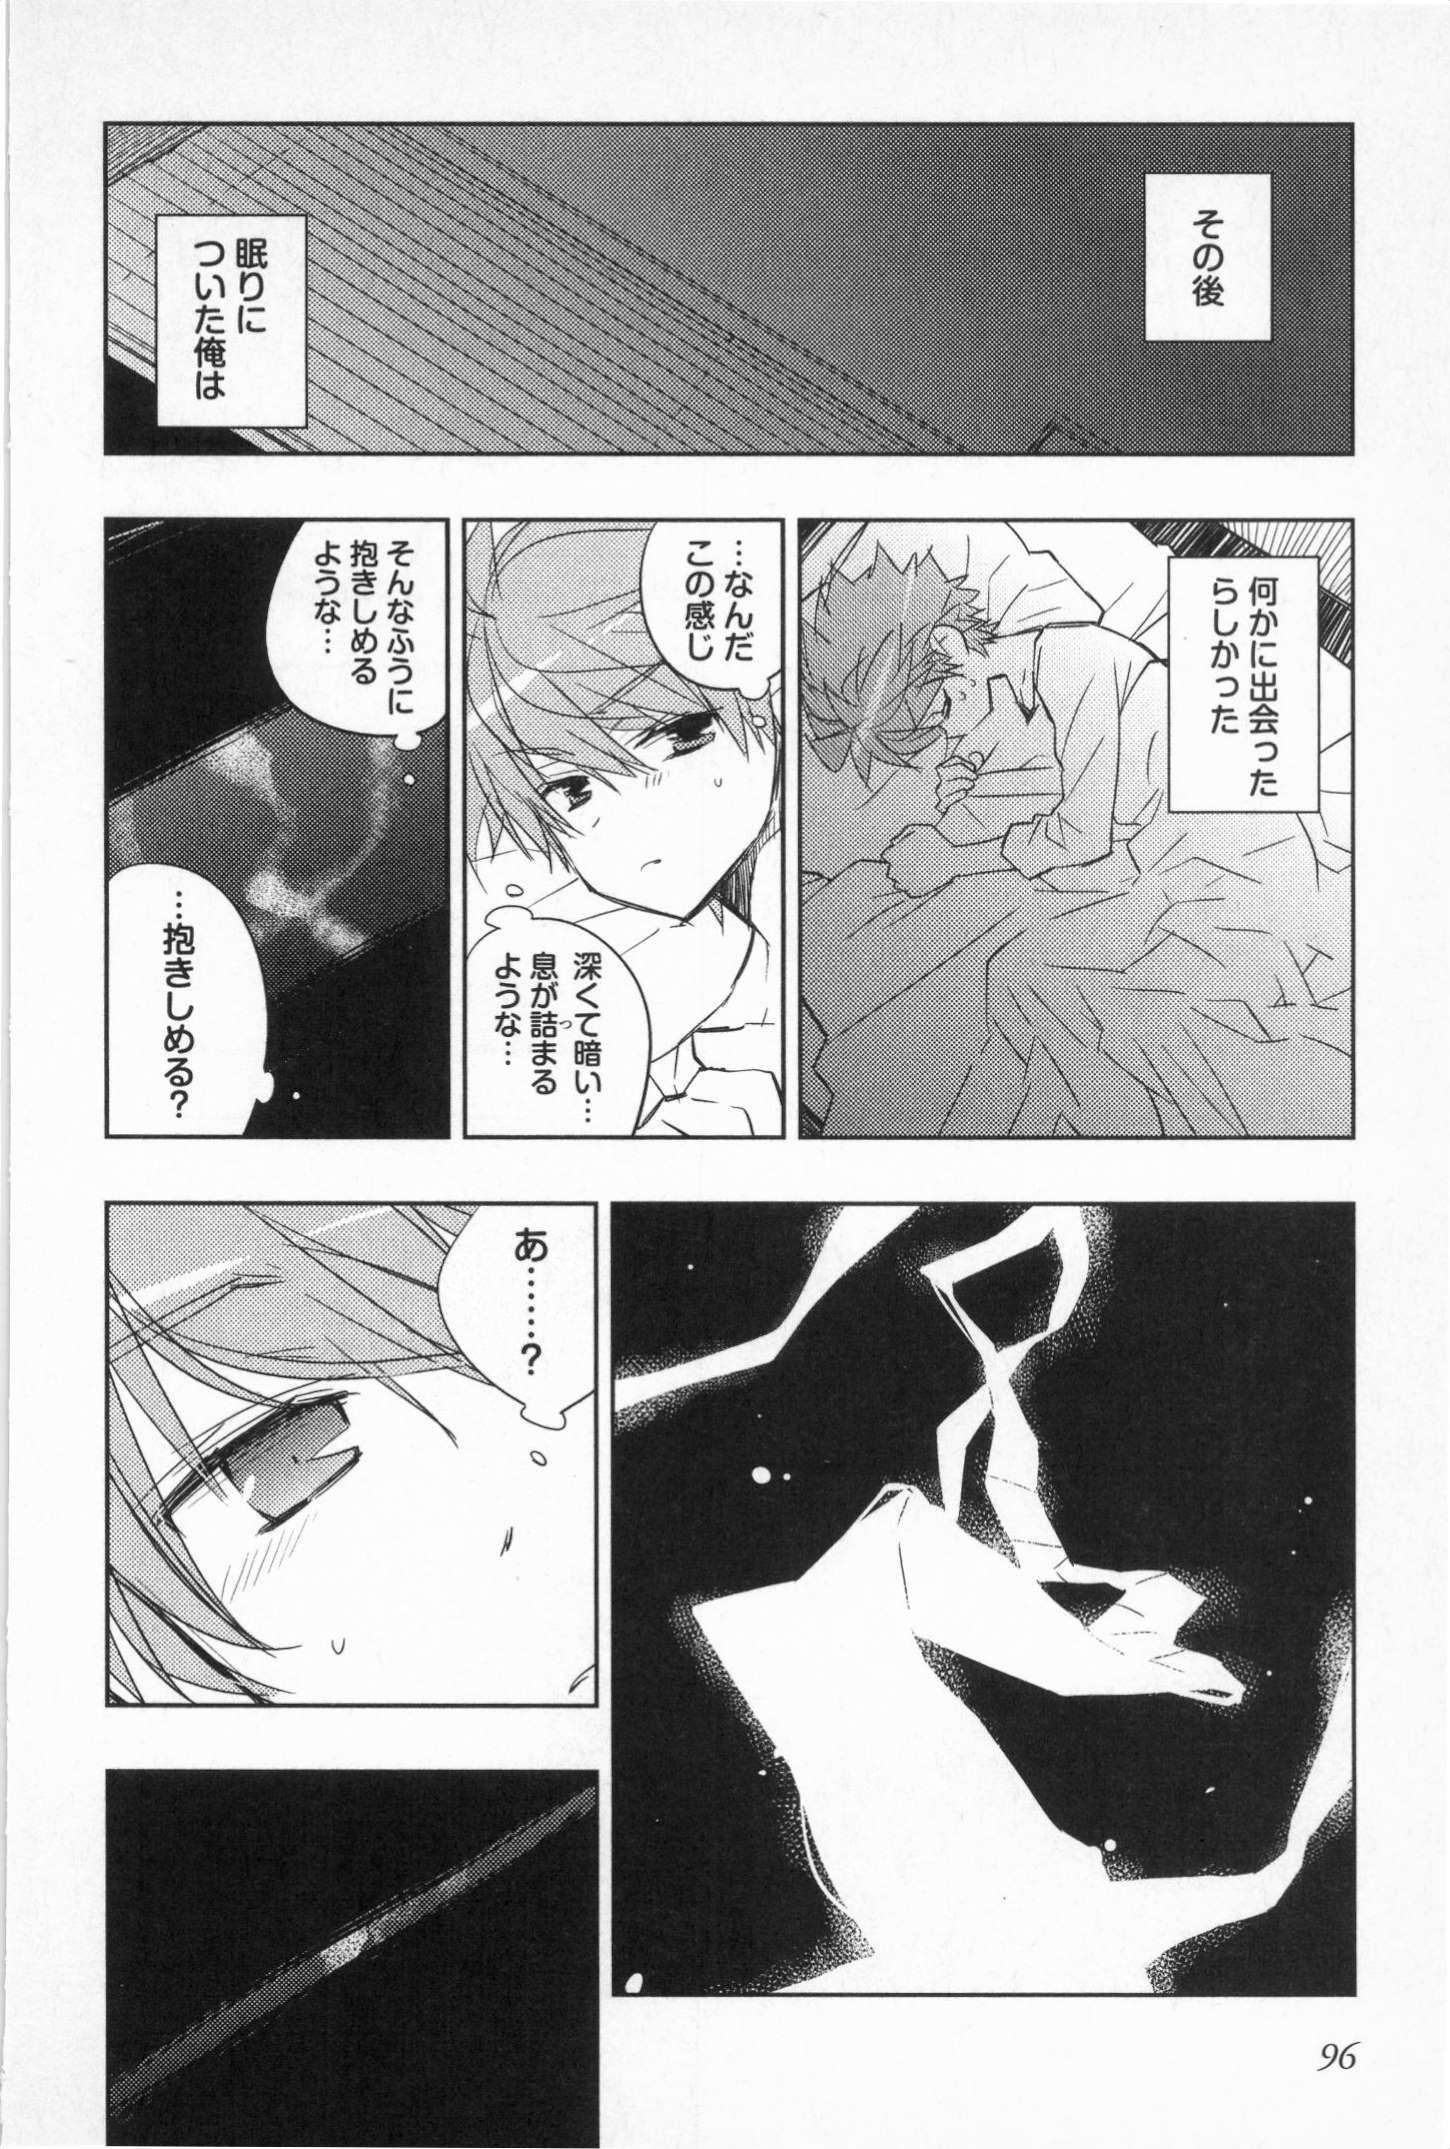 その後
眠りに
ついた俺は
何かに出会った
らしかった
…なんだ
この感じ
深くて暗い…
息が詰まる
ような…
そんなふうに
抱きしめる
ような…
…抱きしめる?
あ……?
96